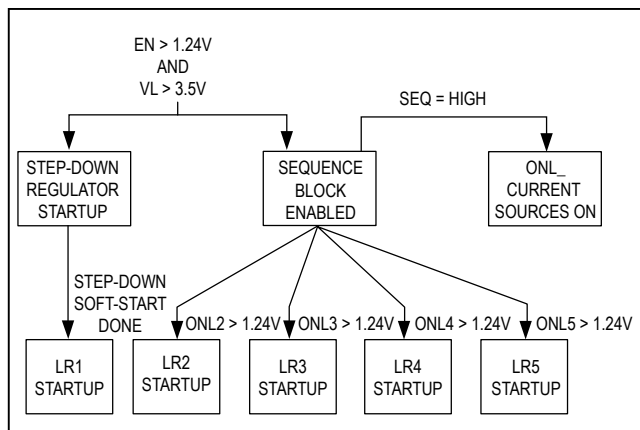 EN > 1.24V
AND
VL > 3.5V
SEQ = HIGH
STEP-DOWN
REGULATOR
STARTUP
SEQUENCE
BLOCK
ENABLED
ONL_
CURRENT
SOURCES ON
STEP-DOWN
SOFT-START
DONE
ONL2 > 1.24V
ONL3 > 1.24V
ONL4 > 1.24V
ONL5 > 1.24V
LR1
STARTUP
LR2
STARTUP
LR3
STARTUP
LR4
STARTUP
LR5
STARTUP